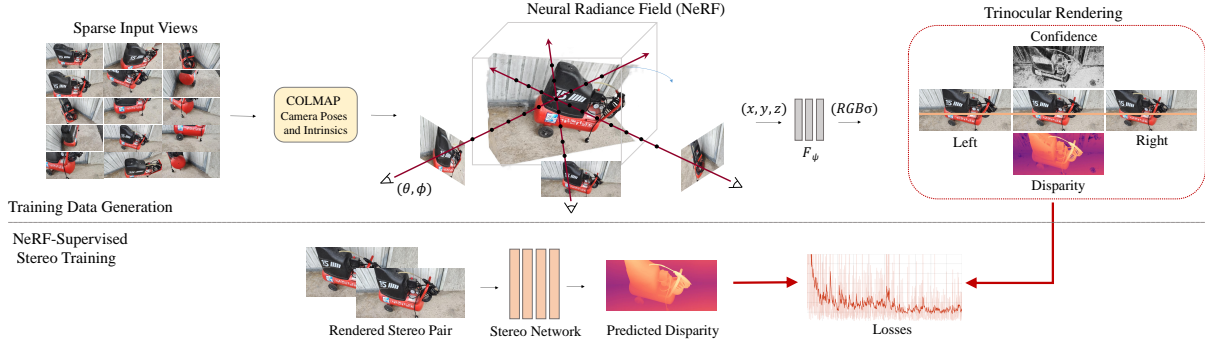 Sparse Input Views
Neural Radiance Field (NeRF)
Trinocular Rendering
Confidence
COLMAP
Camera Poses
and Intrinsics
(x, y, z)
(RGBσ)
F_ψ
(θ, ϕ)
Left
Right
Disparity
Training Data Generation
NeRF-Supervised
Stereo Training
Rendered Stereo Pair
Stereo Network
Predicted Disparity
Losses